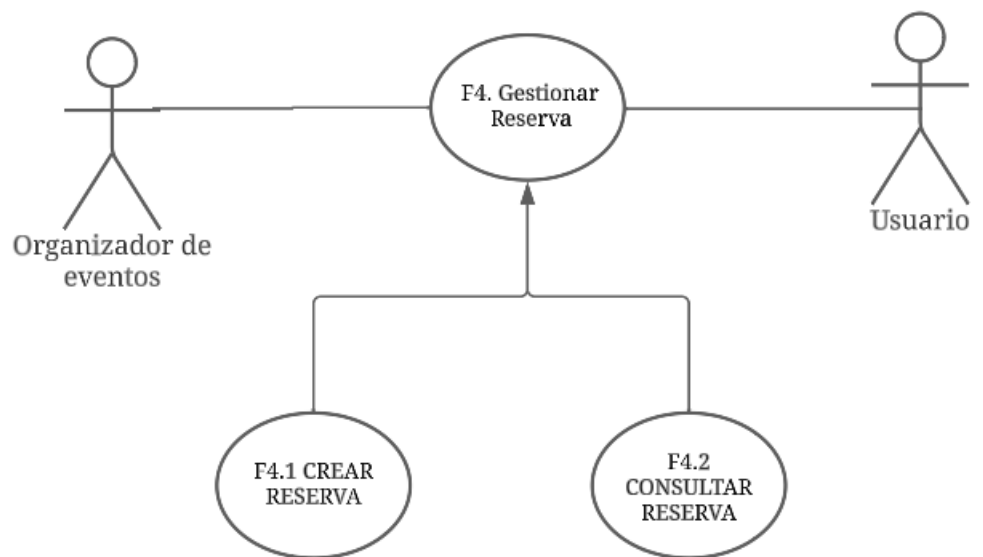 F4. Gestionar
Reserva
Organizador de
eventos
Usuario
F4.1 CREAR
RESERVA
F4.2
CONSULTAR
RESERVA